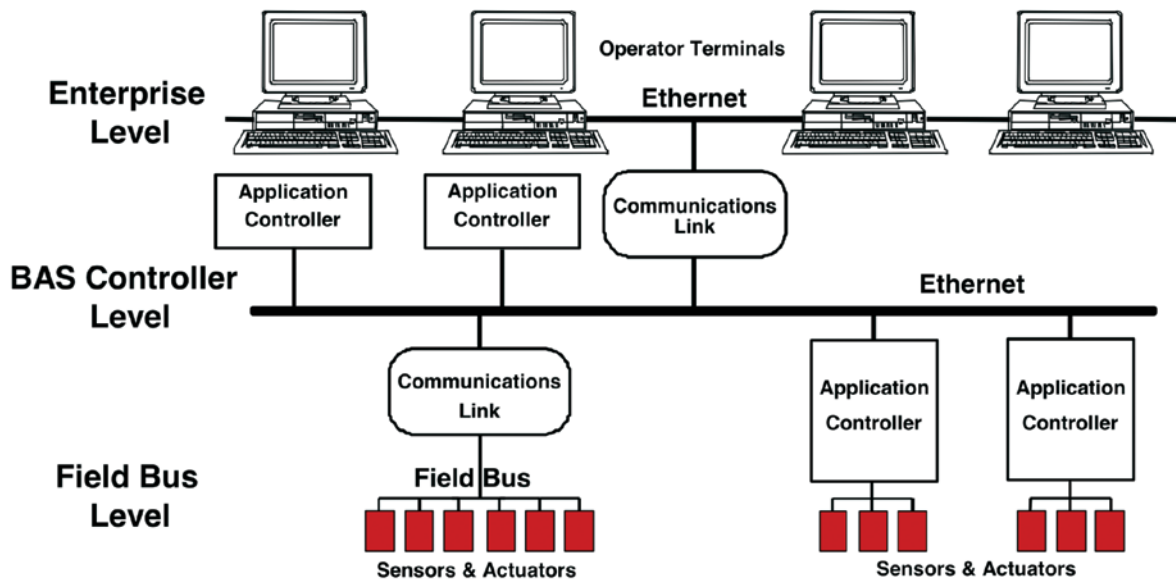 Operator Terminals
Enterprise
Level
Ethernet
Application
Controller
Application
Controller
Communications
Link
BAS Controller
Level
Ethernet
Communications
Link
Application
Controller
Application
Controller
Field Bus
Level
Field Bus
Sensors & Actuators
Sensors & Actuators